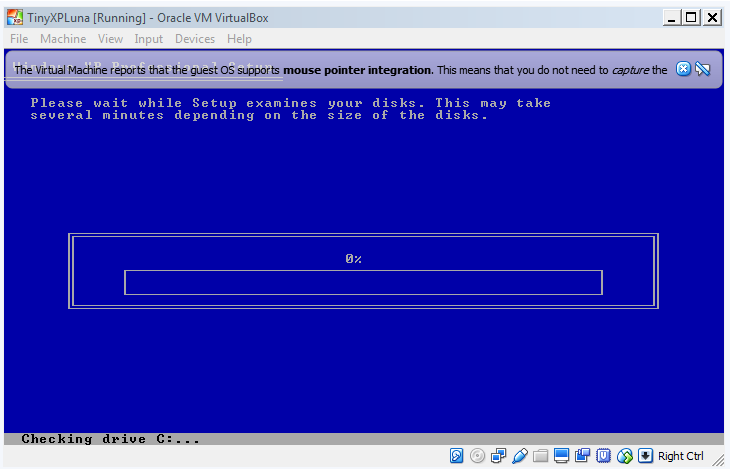 TinyXPLuna [Running] - Oracle VM VirtualBox
File Machine View Input Devices Help
The Virtual Machine reports that the guest OS supports mouse pointer integration. This means that you do not need to capture the
Please wait while Setup examines your disks. This may take
several minutes depending on the size of the disks.
0%
Checking drive C:...
Right Ctrl